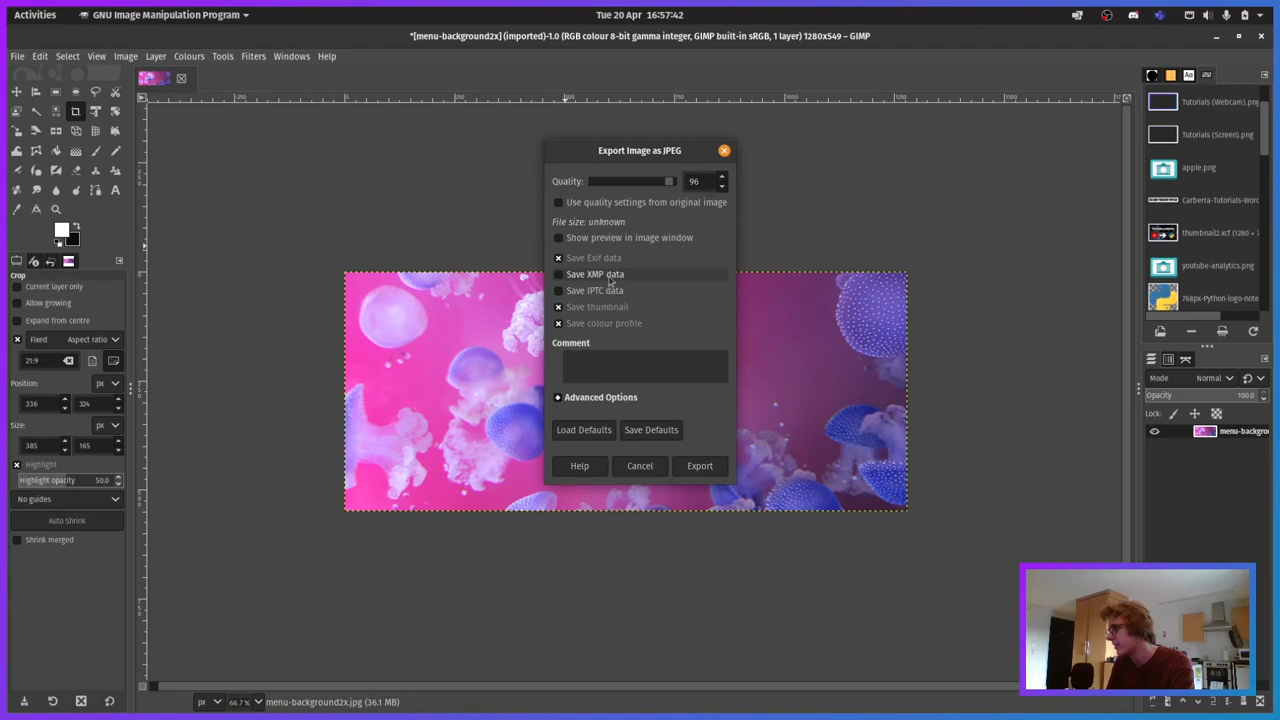 Activities
GNU Image Manipulation Program
Tue 20 Apr 16:57:42
*[menu-background2x] (imported)-1.0 (RGB colour 8-bit gamma integer, GIMP built-in sRGB, 1 layer) 1280x549 – GIMP
File Edit Select View Image Layer Colours Tools Filters Windows Help
Crop
Current layer only
Allow growing
Expand from centre
Fixed Aspect ratio
21:9
Position: px
336 324
Size: px
385 165
Highlight
Highlight opacity 50.0
No guides
Auto Shrink
Shrink merged
Export Image as JPEG
Quality: 96
Use quality settings from original image
File size: unknown
Show preview in image window
Save Exif data
Save XMP data
Save IPTC data
Save thumbnail
Save colour profile
Comment
Advanced Options
Load Defaults Save Defaults
Help Cancel Export
Tutorials (Webcam).png
Tutorials (Screen).png
apple.png
Carberra-Tutorials-Wor
thumbnail2.xcf (1280 × 7
youtube-analytics.png
768px-Python-logo-note
Mode Normal
Opacity 100.0
Lock:
menu-backgrou
px 66.7 % menu-background2x.jpg (36.1 MB)